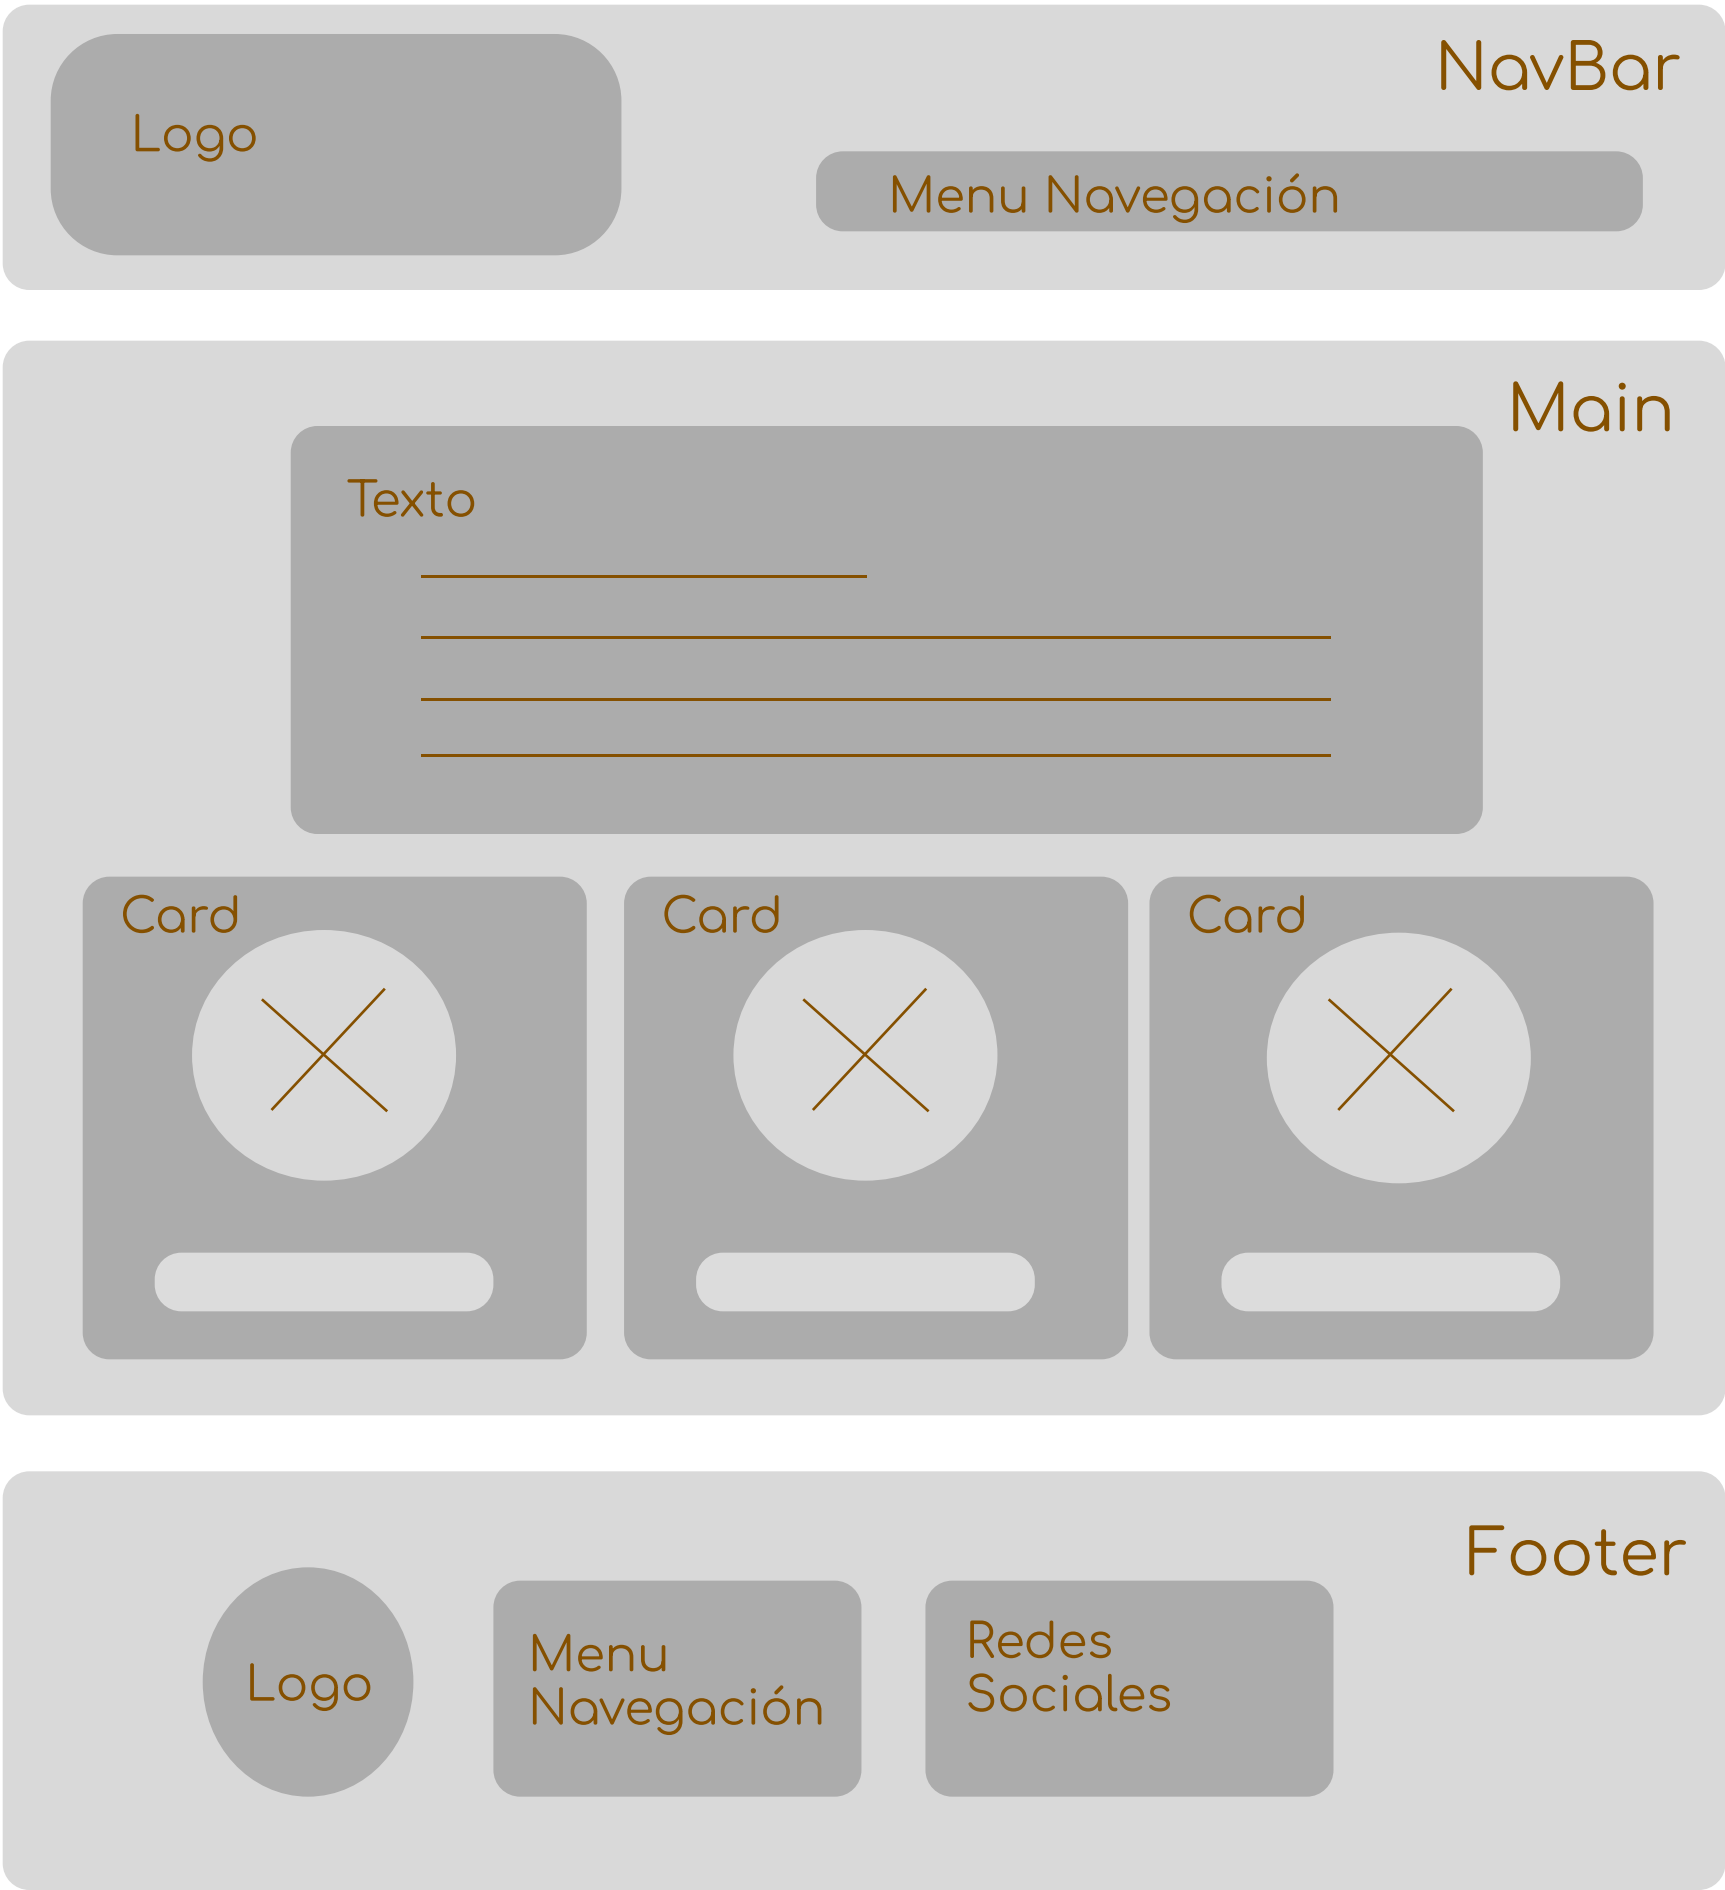 NavBar
Logo
Menu Navegación
Main
Texto
Card
Card
Card
Footer
Logo
Menu
Navegación
Redes
Sociales